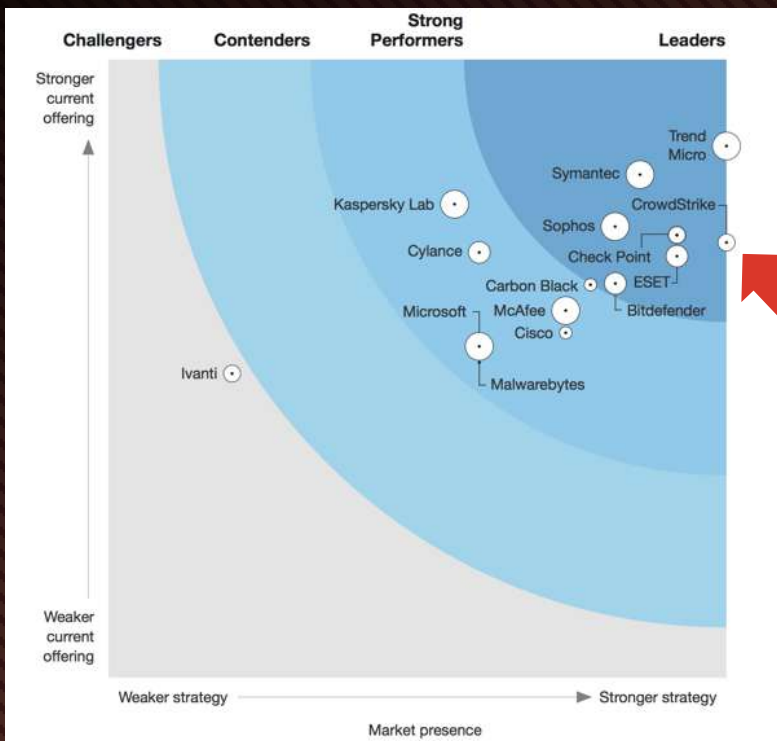 Challengers
Contenders
Strong
Performers
Leaders
Stronger
current
offering
Trend
Micro
Symantec
CrowdStrike
Kaspersky Lab
Sophos
Cylance
Check Point
Carbon Black
ESET
Microsoft
McAfee
Bitdefender
Cisco
Ivanti
Malwarebytes
Weaker
current
offering
Weaker strategy
Stronger strategy
Market presence